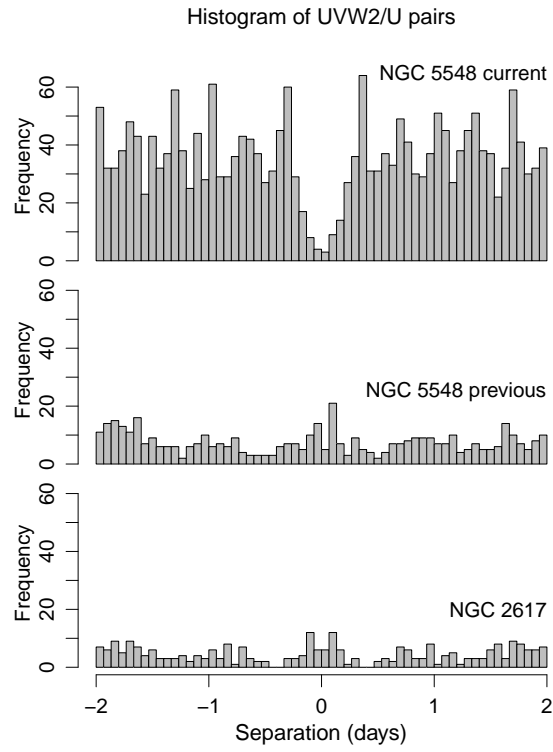 Histogram of UVW2/U pairs
NGC 5548 current
Frequency
0 20 40 60
NGC 5548 previous
Frequency
0 20 40 60
NGC 2617
Frequency
0 20 40 60
−2 −1 0 1 2
Separation (days)